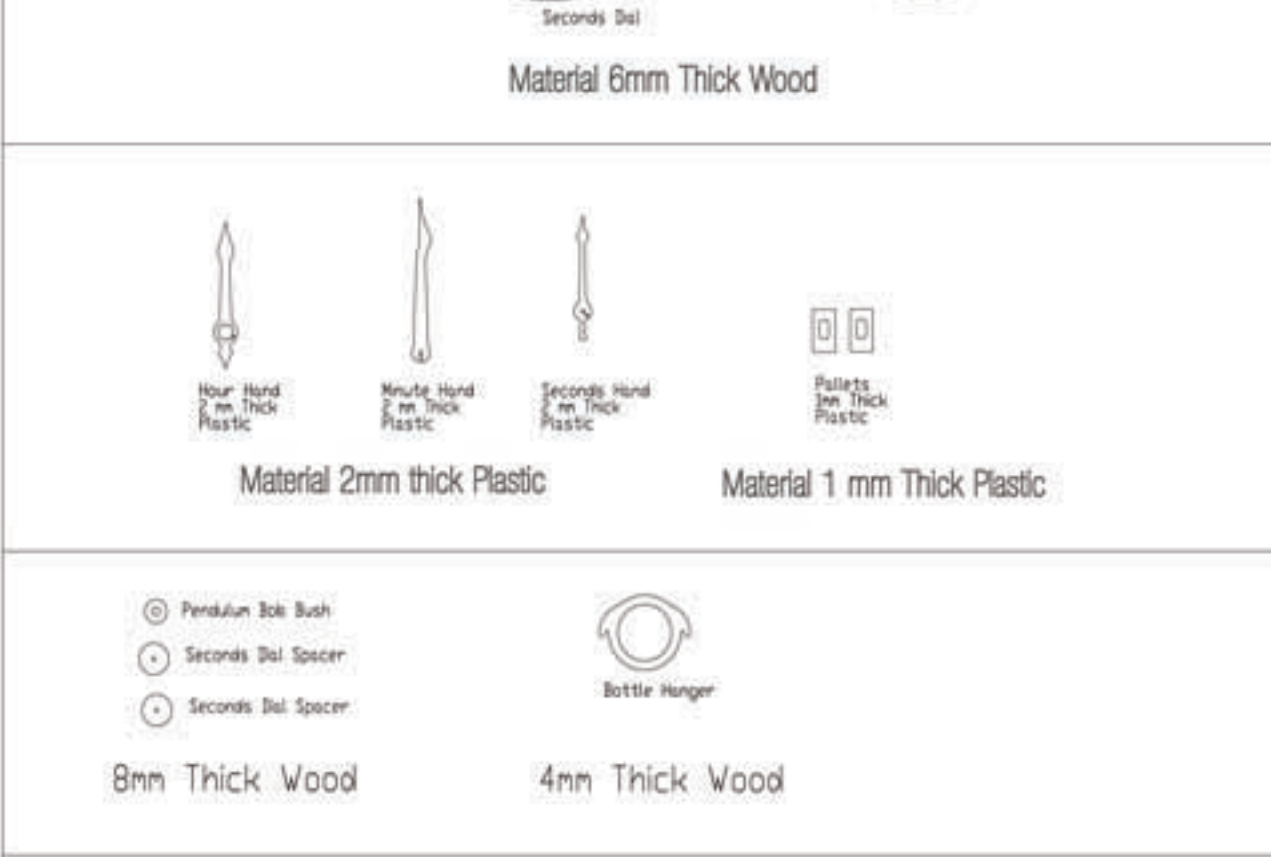 Seconds Dial
Material 6mm Thick Wood
Hour Hand
2 mm Thick
Plastic
Minute Hand
2 mm Thick
Plastic
Seconds Hand
2 mm Thick
Plastic
Pallets
1mm Thick
Plastic
Material 2mm thick Plastic
Material 1 mm Thick Plastic
Pendulum Bob Bush
Seconds Dial Spacer
Seconds Dial Spacer
Bottle Hanger
8mm Thick Wood
4mm Thick Wood